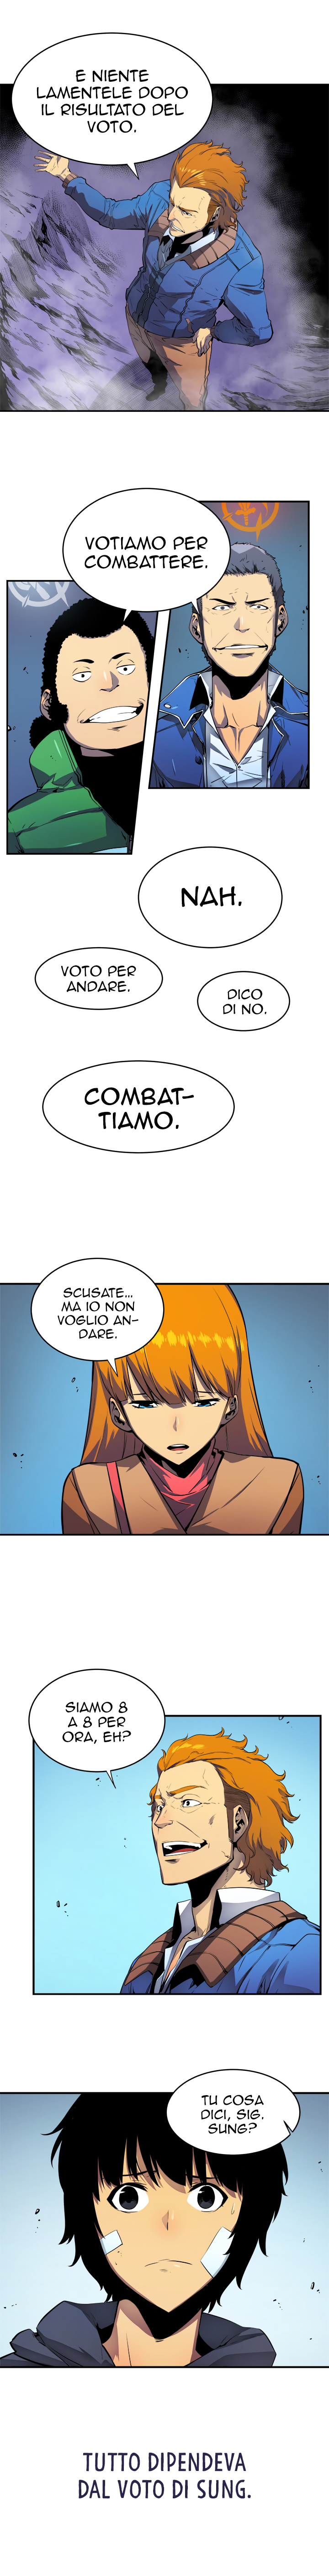 E NIENTE
LAMENTELE DOPO
IL RISULTATO DEL
VOTO.
VOTIAMO PER
COMBATTERE.
NAH.
VOTO PER
ANDARE.
DICO
DI NO.
COMBAT-
TIAMO.
SCUSATE...
MA IO NON
VOGLIO AN-
DARE.
SIAMO 8
A 8 PER
ORA, EH?
TU COSA
DICI, SIG.
SUNG?
TUTTO DIPENDEVA
DAL VOTO DI SUNG.